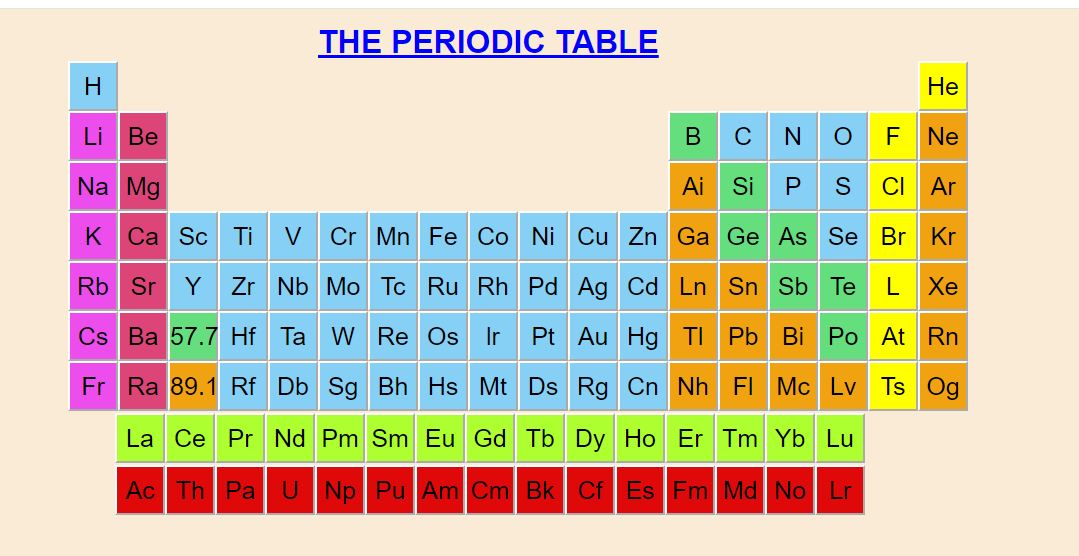 THE PERIODIC TABLE
H He
Li Be B C N O F Ne
Na Mg Ai Si P S Cl Ar
K Ca Sc Ti V Cr Mn Fe Co Ni Cu Zn Ga Ge As Se Br Kr
Rb Sr Y Zr Nb Mo Tc Ru Rh Pd Ag Cd Ln Sn Sb Te L Xe
Cs Ba 57.7 Hf Ta W Re Os Ir Pt Au Hg Tl Pb Bi Po At Rn
Fr Ra 89.1 Rf Db Sg Bh Hs Mt Ds Rg Cn Nh Fl Mc Lv Ts Og
La Ce Pr Nd Pm Sm Eu Gd Tb Dy Ho Er Tm Yb Lu
Ac Th Pa U Np Pu Am Cm Bk Cf Es Fm Md No Lr